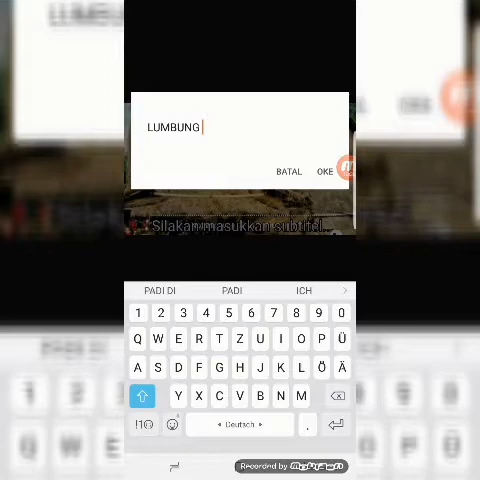 LUMBUNG
BATAL OKE
Silakan masukkan subtitel.
PADI DI PADI ICH
1 2 3 4 5 6 7 8 9 0
Q W E R T Z U I O P Ü
A S D F G H J K L Ö Ä
Y X C V B N M
!1☺ Deutsch .
Recorded by Mobizen